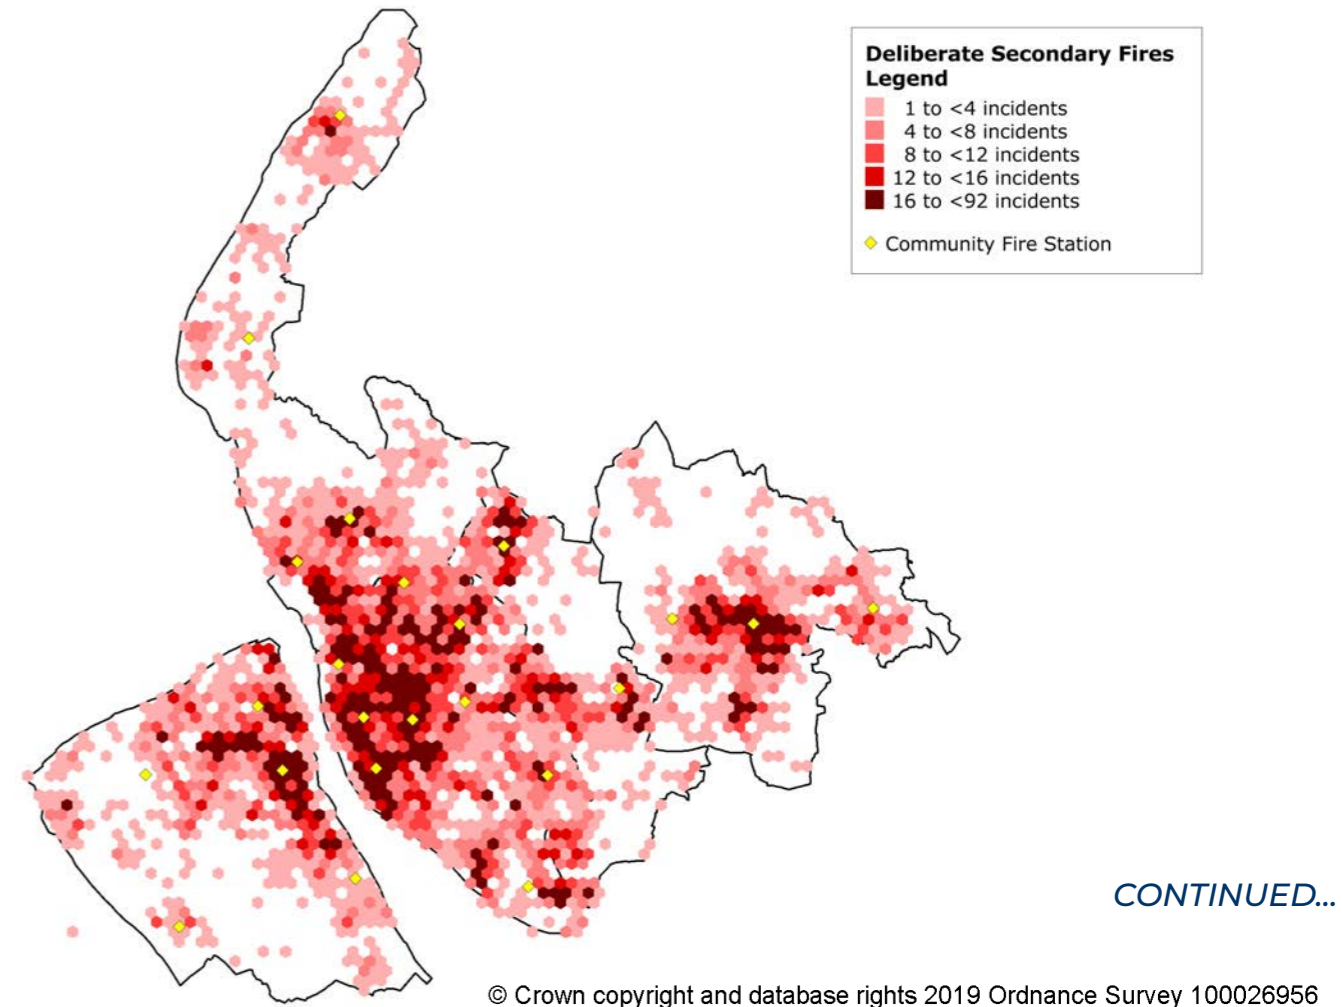 Deliberate Secondary Fires
Legend
1 to <4 incidents
4 to <8 incidents
8 to <12 incidents
12 to <16 incidents
16 to <92 incidents
Community Fire Station
CONTINUED...
© Crown copyright and database rights 2019 Ordnance Survey 100026956